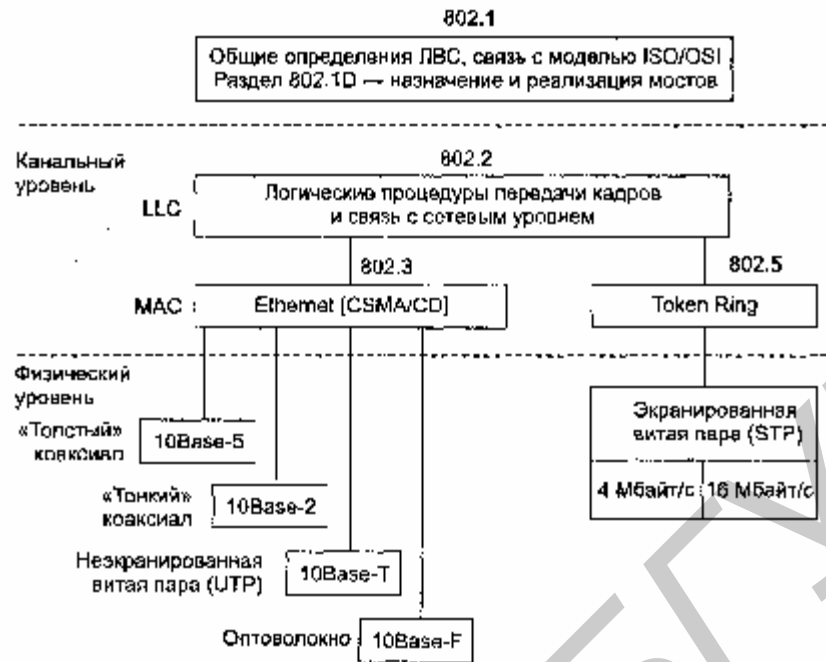 802.1
Общие определения ЛВС, связь с моделью ISO/OSI
Раздел 802.1D — назначение и реализация мостов
Канальный
уровень
802.2
LLC
Логические процедуры передачи кадров
и связь с сетевым уровнем
802.3
802.5
MAC
Ethernet [CSMA/CD]
Token Ring
Физический
уровень
«Толстый»
коаксиал
10Base-5
Экранированная
витая пара (STP)
4 Мбайт/с
16 Мбайт/с
«Тонкий»
коаксиал
10Base-2
Неэкранированная
витая пара (UTP)
10Base-T
Оптоволокно
10Base-F